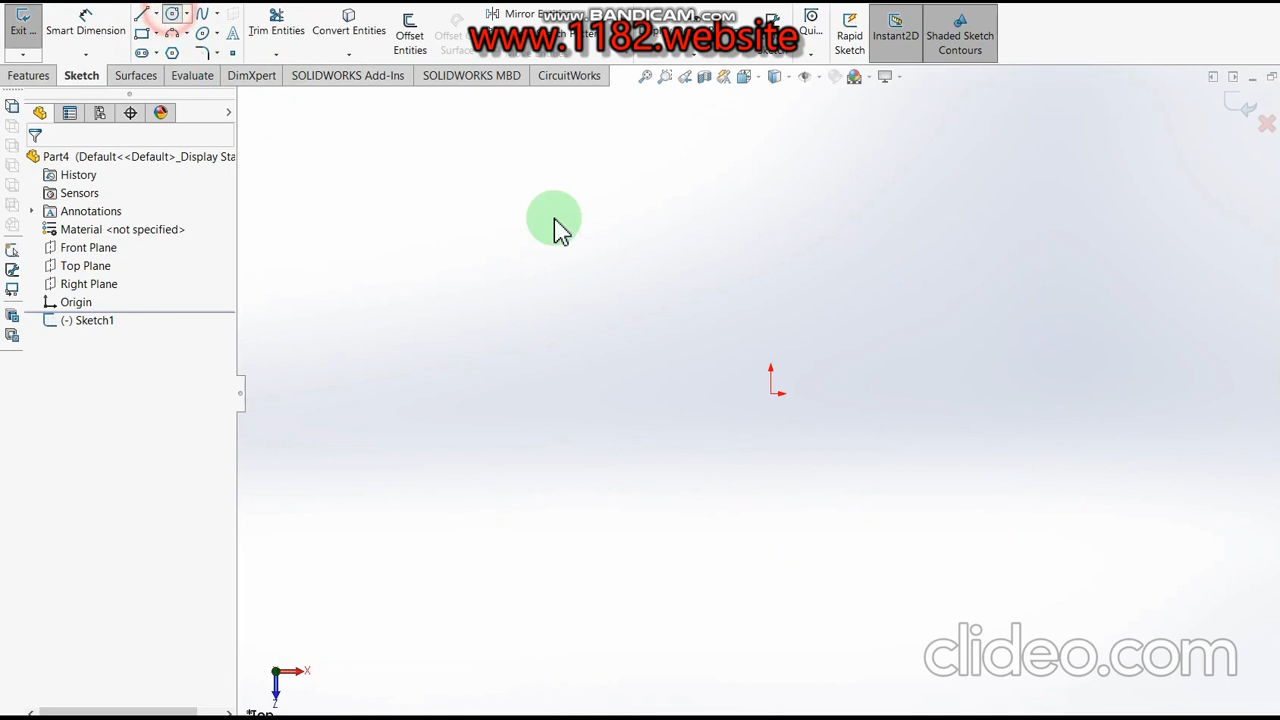 www.BANDICAM.com
www.1182.website
Exit ...
Smart Dimension
Trim Entities
Convert Entities
Offset Entities
Mirror
Qui...
Rapid Sketch
Instant2D
Shaded Sketch Contours
Features
Sketch
Surfaces
Evaluate
DimXpert
SOLIDWORKS Add-Ins
SOLIDWORKS MBD
CircuitWorks
Part4 (Default<<Default>_Display Sta
History
Sensors
Annotations
Material <not specified>
Front Plane
Top Plane
Right Plane
Origin
(-) Sketch1
X
Z
*Top
clideo.com